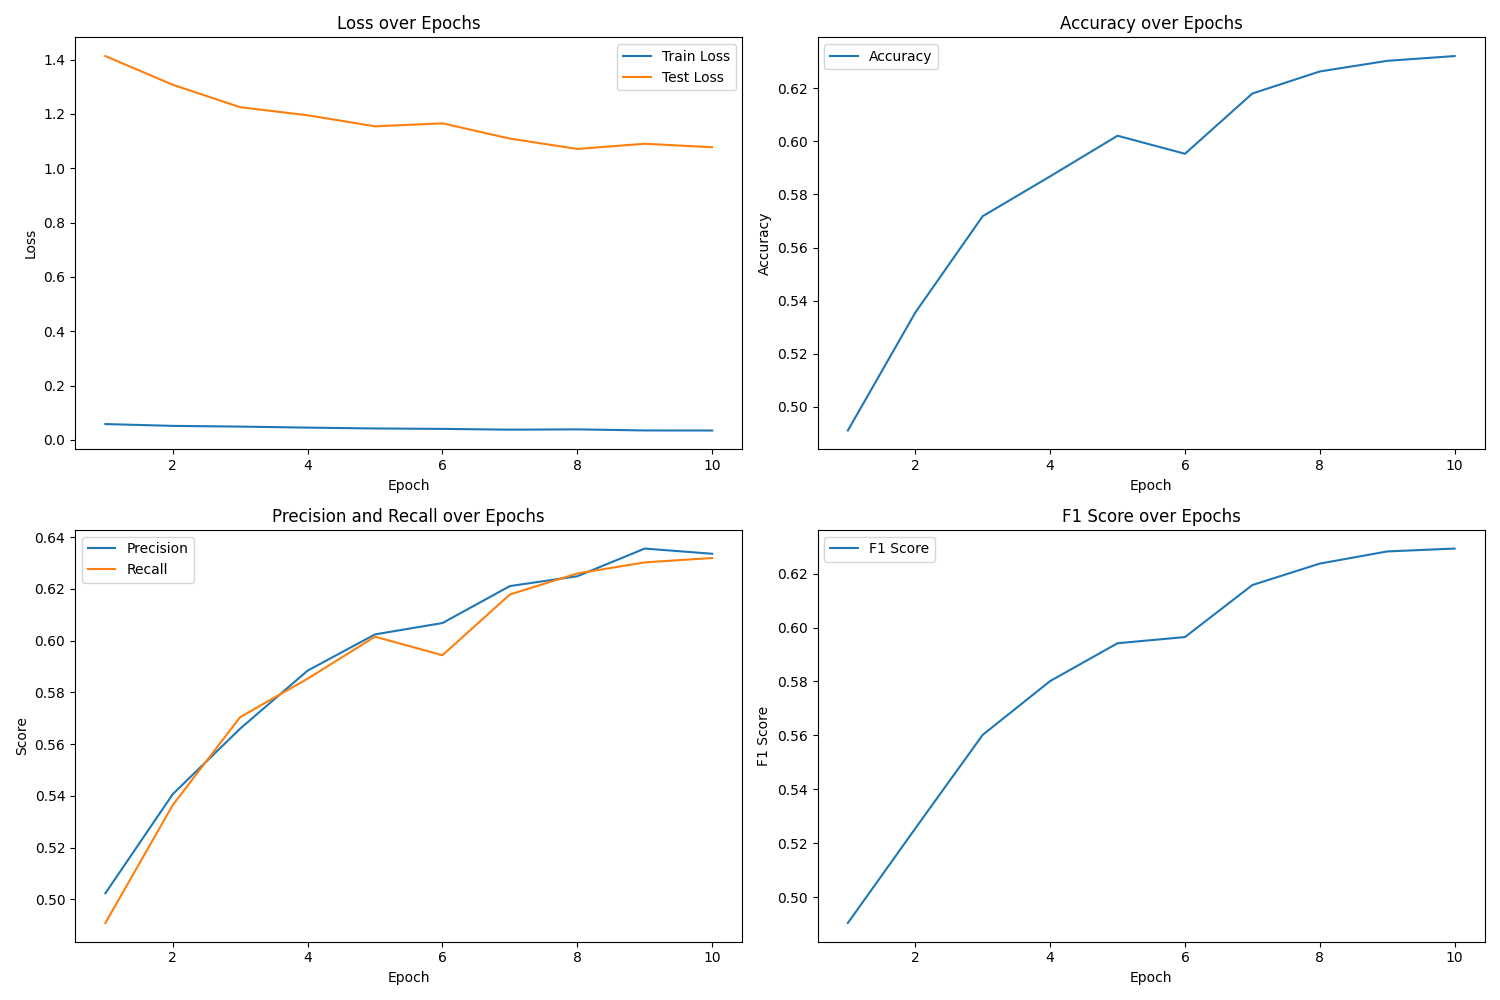 Loss over Epochs
Train Loss
Test Loss
1.4
1.2
1.0
0.8
0.6
0.4
0.2
0.0
Loss
2 4 6 8 10
Epoch
Accuracy over Epochs
Accuracy
0.62
0.60
0.58
0.56
0.54
0.52
0.50
Accuracy
2 4 6 8 10
Epoch
Precision and Recall over Epochs
Precision
Recall
0.64
0.62
0.60
0.58
0.56
0.54
0.52
0.50
Score
2 4 6 8 10
Epoch
F1 Score over Epochs
F1 Score
0.62
0.60
0.58
0.56
0.54
0.52
0.50
F1 Score
2 4 6 8 10
Epoch